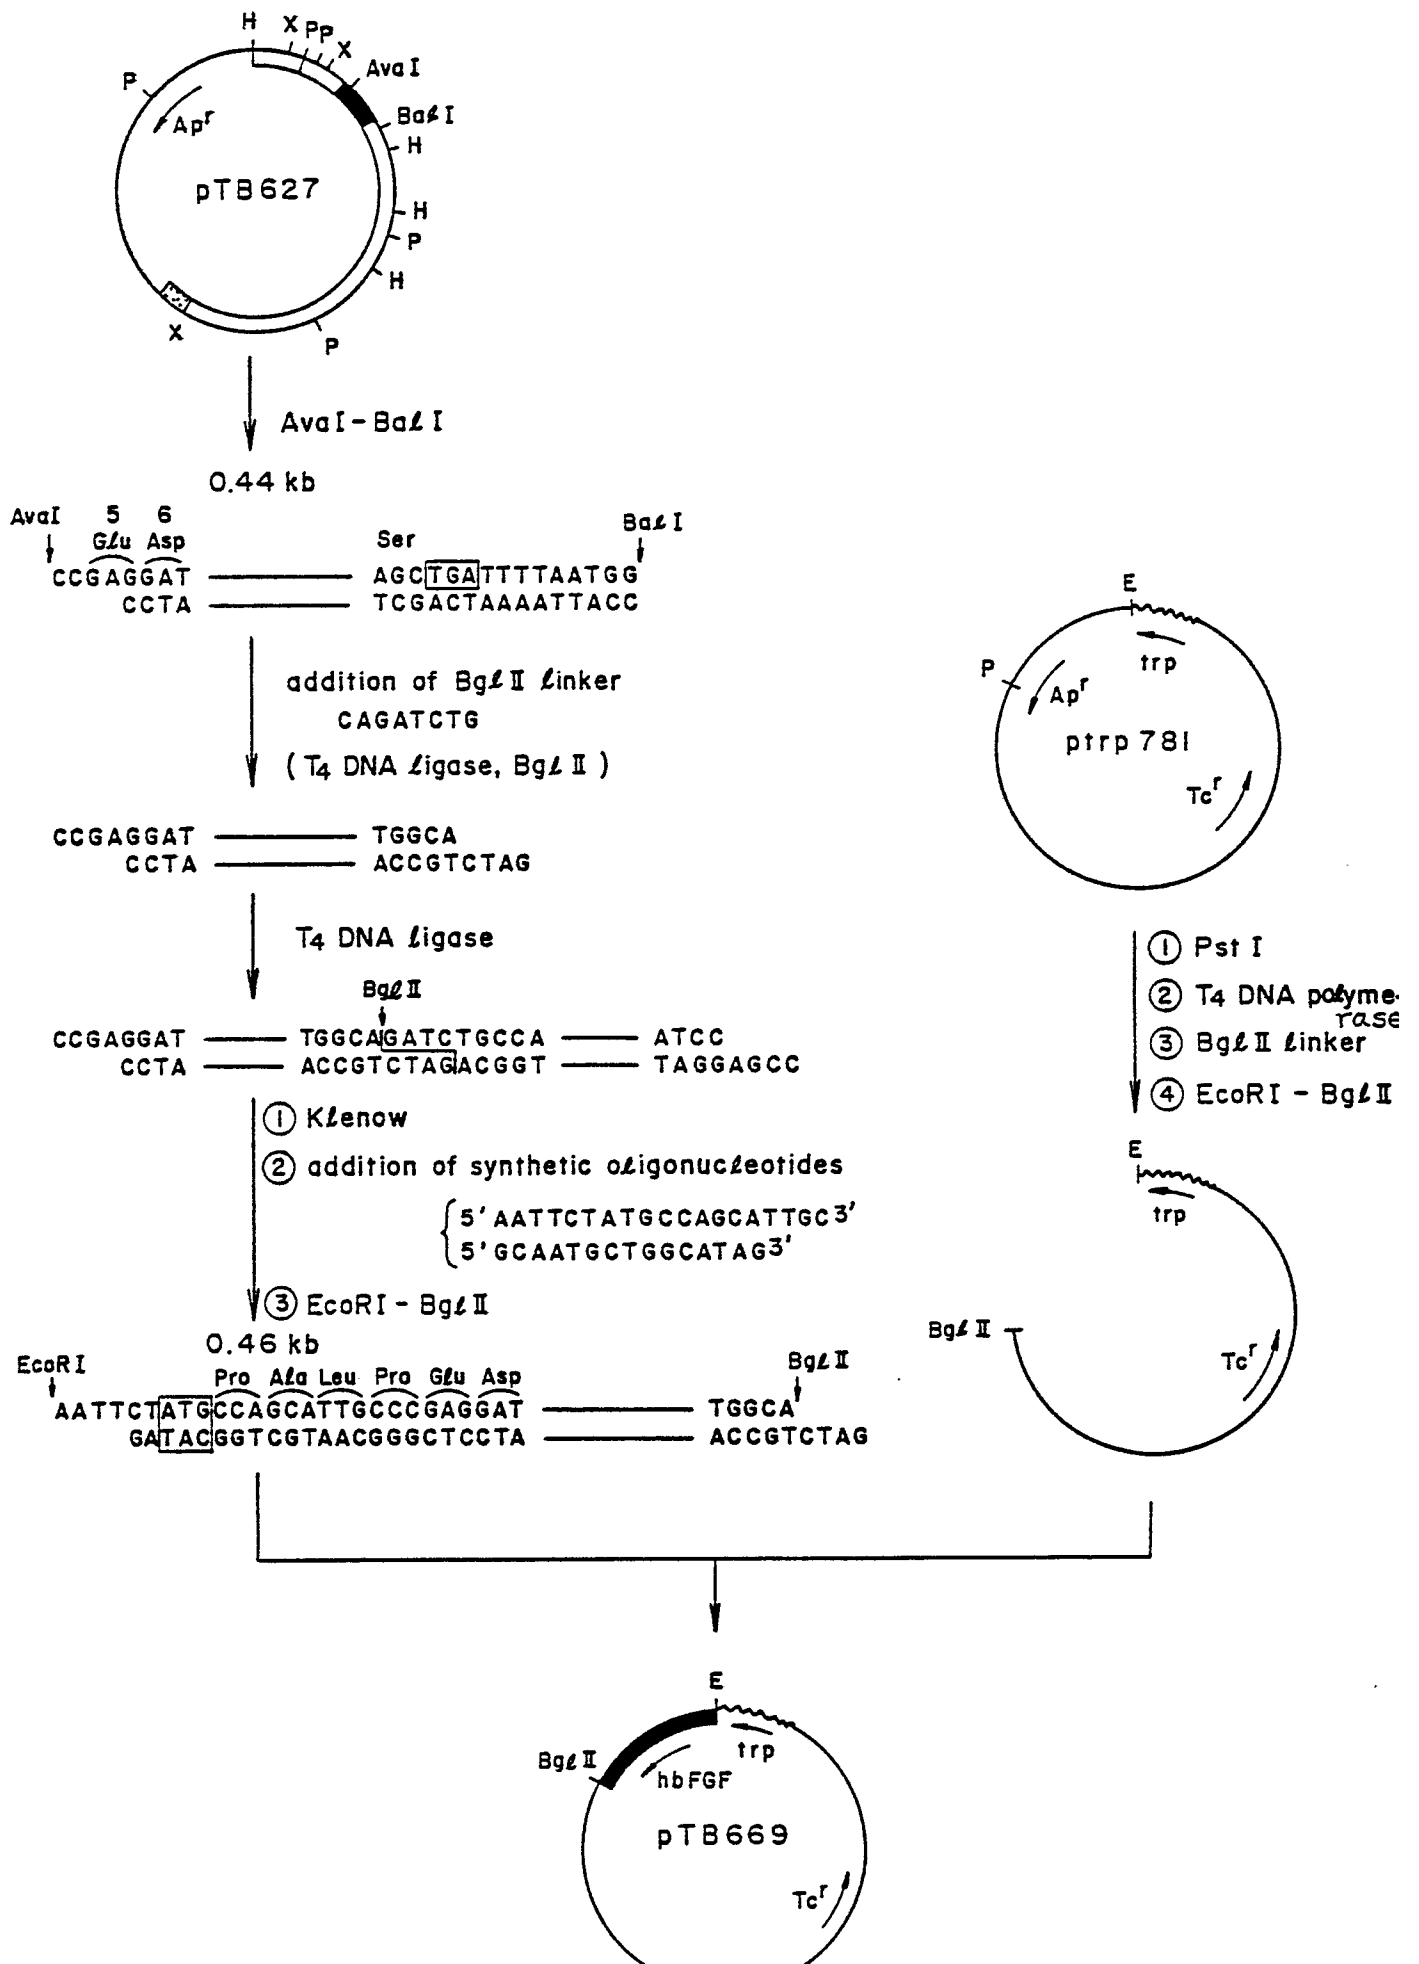 H X P P X
AvaI
BalI
H
P
Apʳ
pTB627
H
P
H
X
P
AvaI-BalI
0.44 kb
AvaI 5 6 BalI
Glu Asp Ser
CCGAGGAT AGCTGATTTTAATGG
CCTA TCGACTAAAATTACC
addition of BglII linker
CAGATCTG
(T4 DNA ligase, BglII)
CCGAGGAT TGGCA
CCTA ACCGTCTAG
T4 DNA ligase
BglII
CCGAGGAT TGGCAGATCTGCCA ATCC
CCTA ACCGTCTAGACGGT TAGGAGCC
① Klenow
② addition of synthetic oligonucleotides
5' AATTCTATGCCAGCATTGC3'
5' GCAATGCTGGCATAG3'
③ EcoRI-BglII
0.46 kb
EcoRI BglII
Pro Ala Leu Pro Glu Asp
AATTCTATGCCAGCATTGCCCGAGGAT TGGCA
GATACGGTCGTAACGGGCTCCTA ACCGTCTAG
E
trp
P
Apʳ
ptrp 781
Tcʳ
① Pst I
② T4 DNA polyme-
rase
③ BglII linker
④ EcoRI - BglII
E
trp
BglII
Tcʳ
E
trp
BglII
hbFGF
pTB669
Tcʳ